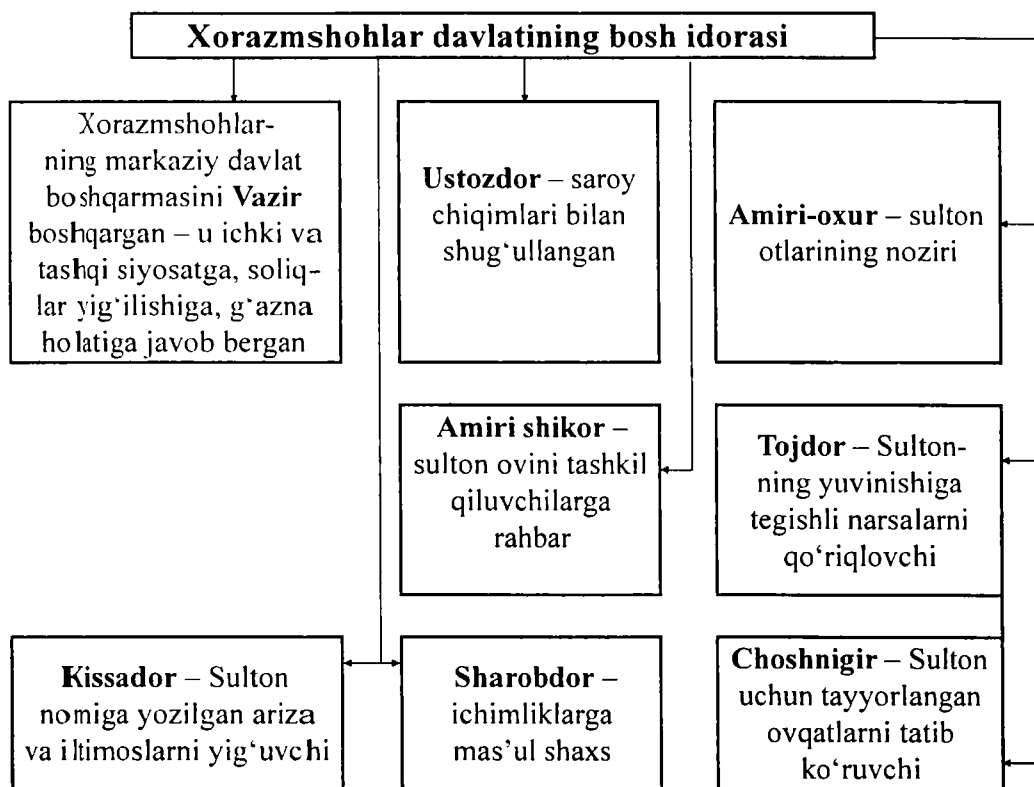 Xorazmshohlar davlatining bosh idorasi
Xorazmshohlar-
ning markaziy davlat
boshqarmasini Vazir
boshqargan – u ichki va
tashqi siyosatga, soliq-
lar yig‘ilishiga, g‘azna
holatiga javob bergan
Ustozdor – saroy
chiqimlari bilan
shug‘ullangan
Amiri-oxur – sulton
otlarining noziri
Amiri shikor –
sulton ovini tashkil
qiluvchilarga
rahbar
Tojdor – Sulton-
ning yuvinishiga
tegishli narsalarni
qo‘riqlovchi
Kissador – Sulton
nomiga yozilgan ariza
va iltimoslarni yig‘uvchi
Sharobdor –
ichimliklarga
mas’ul shaxs
Choshnigir – Sulton
uchun tayyorlangan
ovqatlarni tatib
ko‘ruvchi